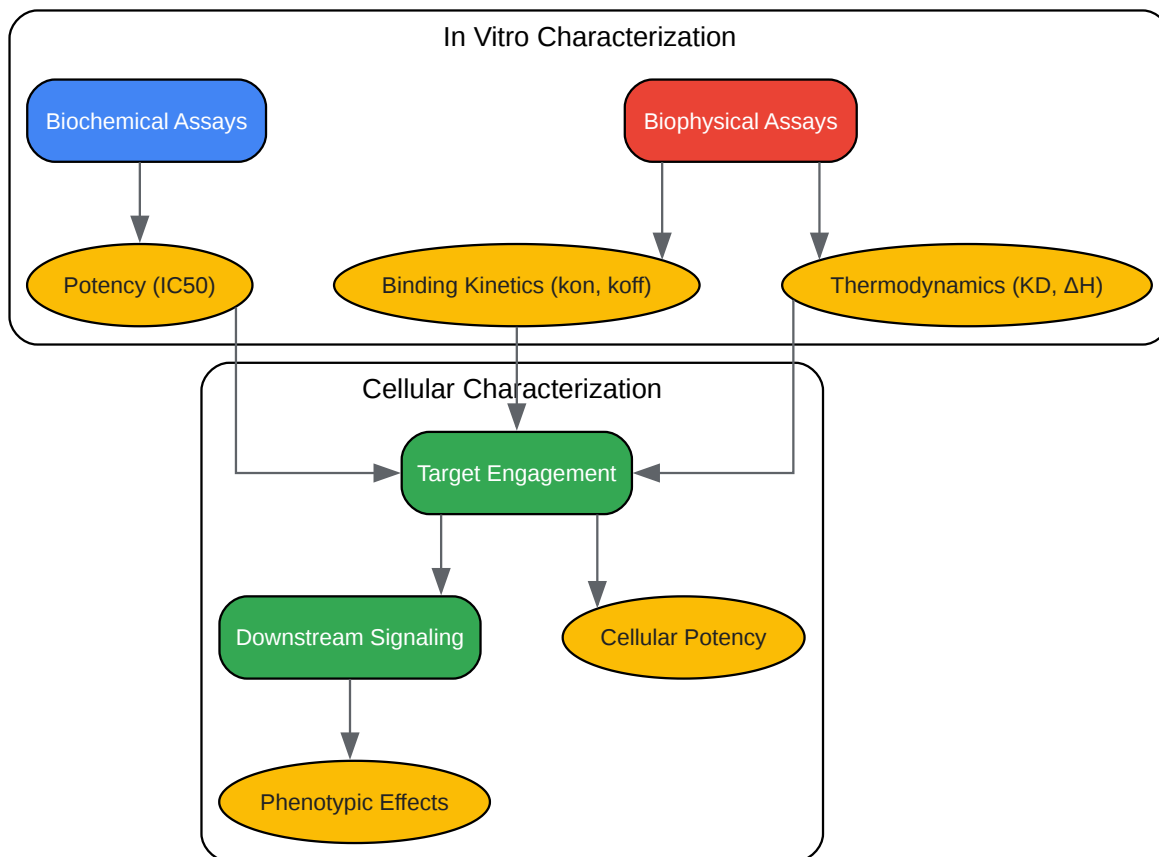 In Vitro Characterization
Biochemical Assays
Biophysical Assays
Potency (IC50)
Binding Kinetics (kon, koff)
Thermodynamics (KD, ΔH)
Cellular Characterization
Target Engagement
Downstream Signaling
Cellular Potency
Phenotypic Effects